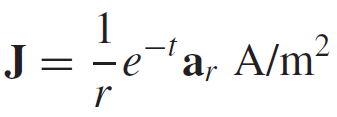 J = 1/r e^{-t} a_r A/m^2